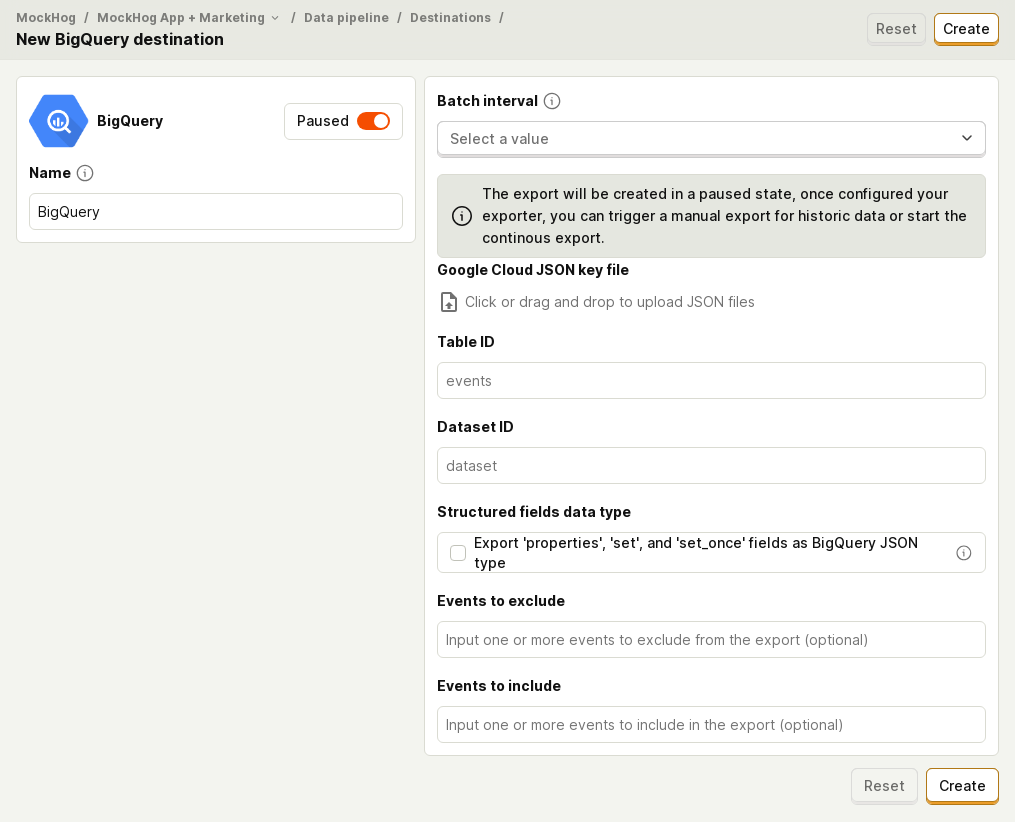 MockHog / MockHog App + Marketing / Data pipeline / Destinations /
New BigQuery destination
Reset
Create
BigQuery
Paused
Name
BigQuery
Batch interval
Select a value
The export will be created in a paused state, once configured your
exporter, you can trigger a manual export for historic data or start the
continous export.
Google Cloud JSON key file
Click or drag and drop to upload JSON files
Table ID
events
Dataset ID
dataset
Structured fields data type
Export 'properties', 'set', and 'set_once' fields as BigQuery JSON
type
Events to exclude
Input one or more events to exclude from the export (optional)
Events to include
Input one or more events to include in the export (optional)
Reset
Create